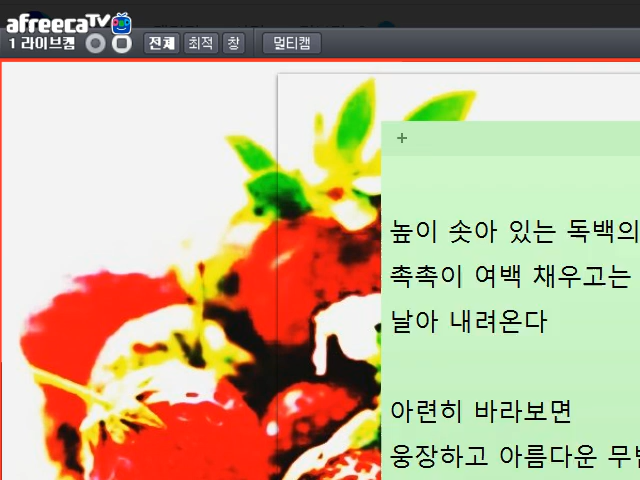 afreecaTV
1 라이브캠 전체 최적 창 멀티캠
+
높이 솟아 있는 독백의
촉촉이 여백 채우고는
날아 내려온다
아련히 바라보면
웅장하고 아름다운